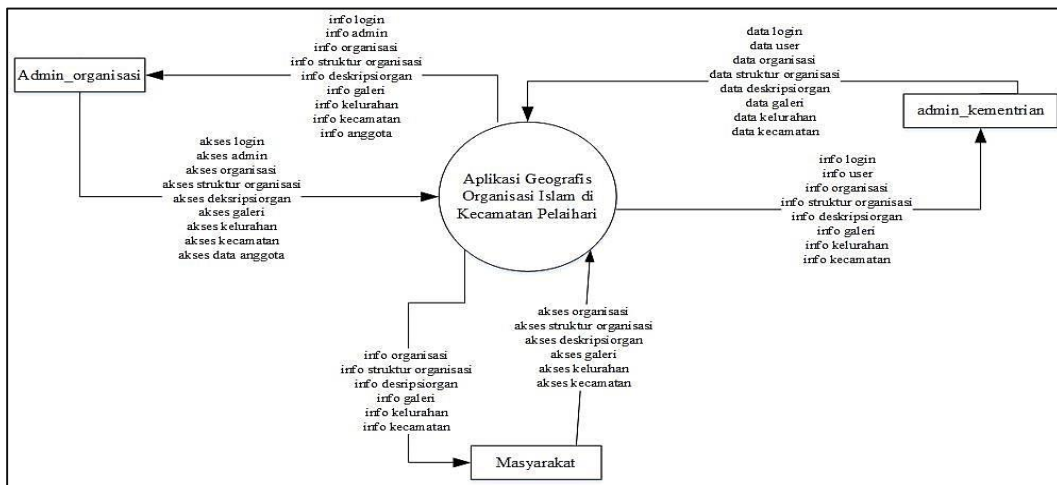 info login
info admin
info organisasi
info struktur organisasi
info deskripsiorgan
info galeri
info kelurahan
info kecamatan
info anggota
Admin_organisasi
akses login
akses admin
akses organisasi
akses struktur organisasi
akses deksripsiorgan
akses galeri
akses kelurahan
akses kecamatan
akses data anggota
data login
data user
data organisasi
data struktur organisasi
data deskripsiorgan
data galeri
data kelurahan
data kecamatan
admin_kementrian
Aplikasi Geografis
Organisasi Islam di
Kecamatan Pelaihari
info login
info user
info organisasi
info struktur organisasi
info deskripsiorgan
info galeri
info kelurahan
info kecamatan
info organisasi
info struktur organisasi
info desripsiorgan
info galeri
info kelurahan
info kecamatan
akses organisasi
akses struktur organisasi
akses deskripsiorgan
akses galeri
akses kelurahan
akses kecamatan
Masyarakat